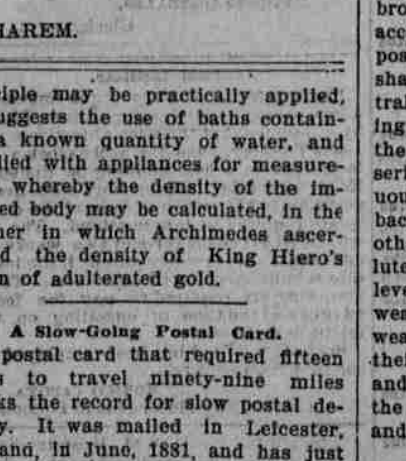 HAREM.
ciple may be practically applied,
uggests the use of baths contain-
a known quantity of water, and
lied with appliances for measure-
whereby the density of the im-
ed body may be calculated, in the
ner in which Archimedes ascer-
d the density of King Hiero's
n of adulterated gold.
A Slow-Going Postal Card.
postal card that required fifteen
s to travel ninety-nine miles
ks the record for slow postal de-
y. It was mailed in Leicester,
and, in June, 1881, and has just
bro
acc
pos
sha
tral
ing
the
seri
uou
bac
oth
lute
leve
wea
wea
thei
and
the
and